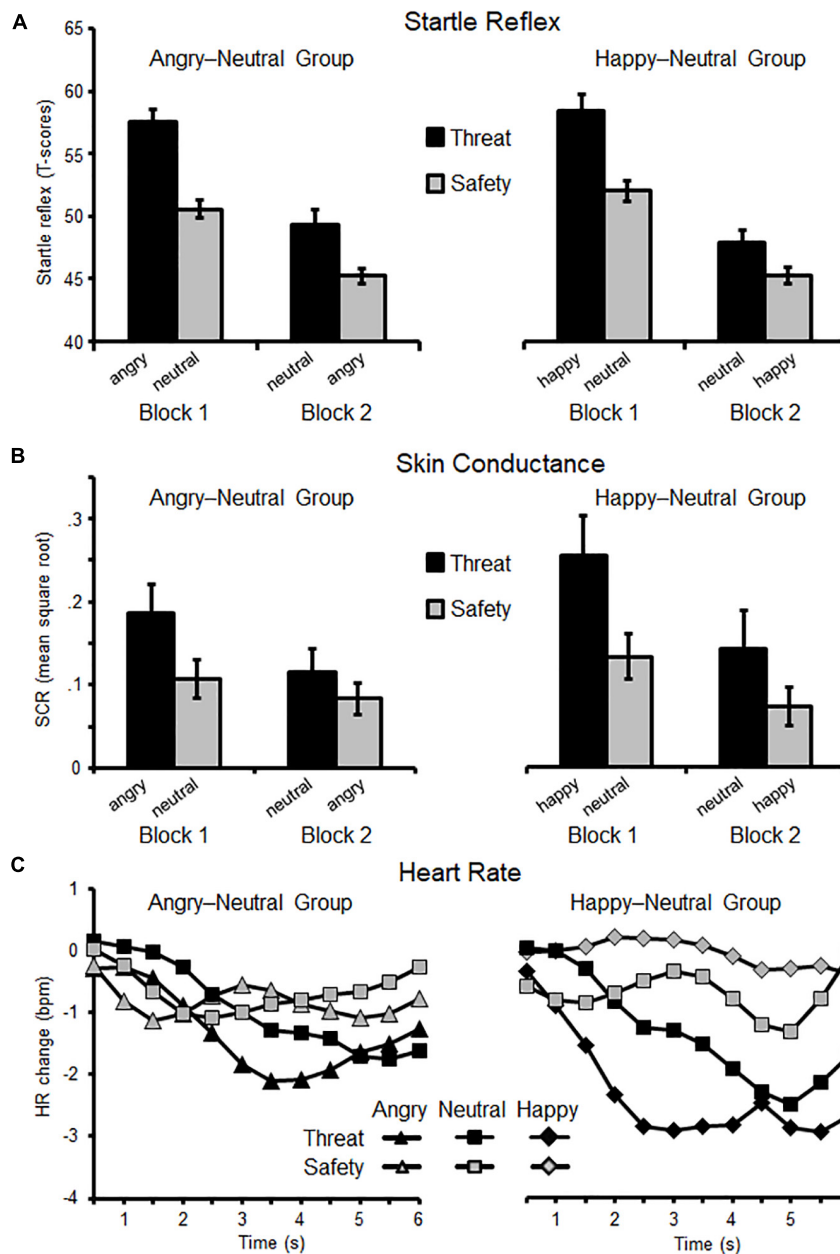 A
Startle Reflex
Angry–Neutral Group
Happy–Neutral Group
Startle reflex (T-scores)
65
60
55
50
45
40
Threat
Safety
angry neutral neutral angry
happy neutral neutral happy
Block 1 Block 2
Block 1 Block 2
B
Skin Conductance
Angry–Neutral Group
Happy–Neutral Group
SCR (mean square root)
.3
.2
.1
0
Threat
Safety
angry neutral neutral angry
happy neutral neutral happy
Block 1 Block 2
Block 1 Block 2
C
Heart Rate
Angry–Neutral Group
Happy–Neutral Group
HR change (bpm)
1
0
-1
-2
-3
-4
Angry Neutral Happy
Threat
Safety
1 2 3 4 5 6
1 2 3 4 5
Time (s)
Time (s)